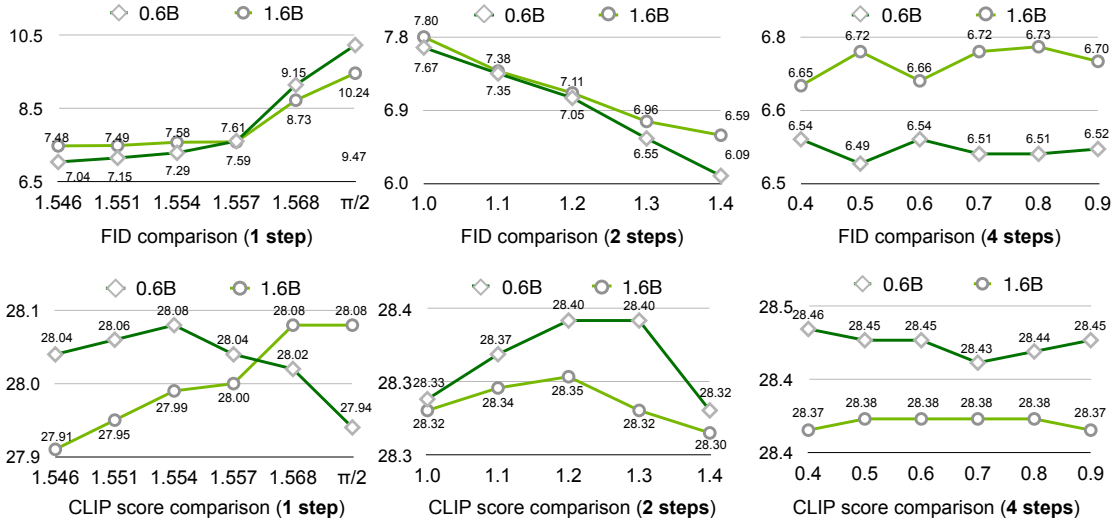 0.6B 1.6B
10.5
8.5
6.5
7.48 7.49 7.58 7.61 9.15
7.04 7.15 7.29 7.59 8.73 10.24
9.47
1.546 1.551 1.554 1.557 1.568 π/2
FID comparison (1 step)
0.6B 1.6B
7.8
6.9
6.0
7.80 7.38 7.11 6.96 6.59
7.67 7.35 7.05 6.55 6.09
1.0 1.1 1.2 1.3 1.4
FID comparison (2 steps)
0.6B 1.6B
6.8
6.6
6.5
6.65 6.72 6.66 6.72 6.73 6.70
6.54 6.49 6.54 6.51 6.51 6.52
0.4 0.5 0.6 0.7 0.8 0.9
FID comparison (4 steps)
0.6B 1.6B
28.1
28.0
27.9
28.04 28.06 28.08 28.04 28.08 28.08
28.02
27.91 27.95 27.99 28.00 27.94
1.546 1.551 1.554 1.557 1.568 π/2
CLIP score comparison (1 step)
0.6B 1.6B
28.4
28.3
28.3
28.33 28.37 28.40 28.40 28.32
28.32 28.34 28.35 28.32 28.30
1.0 1.1 1.2 1.3 1.4
CLIP score comparison (2 steps)
0.6B 1.6B
28.5
28.4
28.4
28.46 28.45 28.45 28.43 28.44 28.45
28.37 28.38 28.38 28.38 28.38 28.37
0.4 0.5 0.6 0.7 0.8 0.9
CLIP score comparison (4 steps)